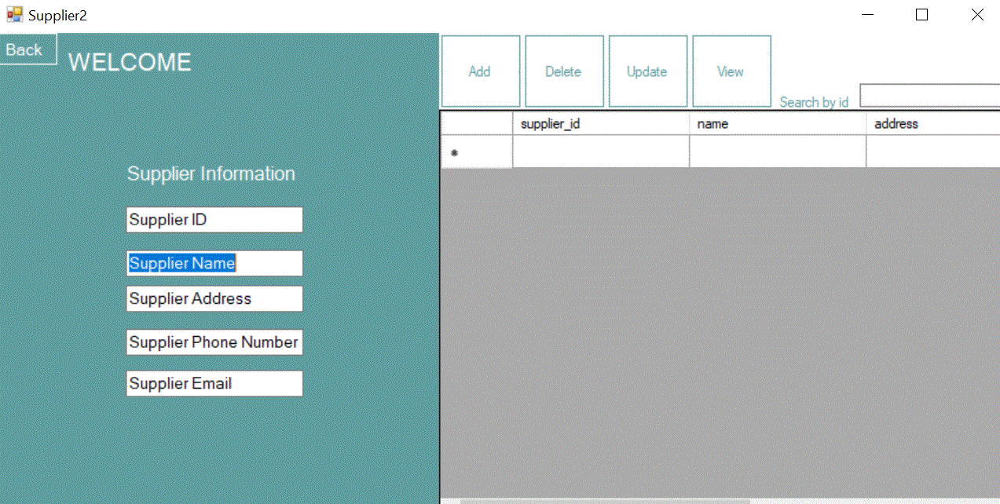 Supplier2
Back
WELCOME
Add Delete Update View
Search by id
supplier_id name address
Supplier Information
Supplier ID
Supplier Name
Supplier Address
Supplier Phone Number
Supplier Email